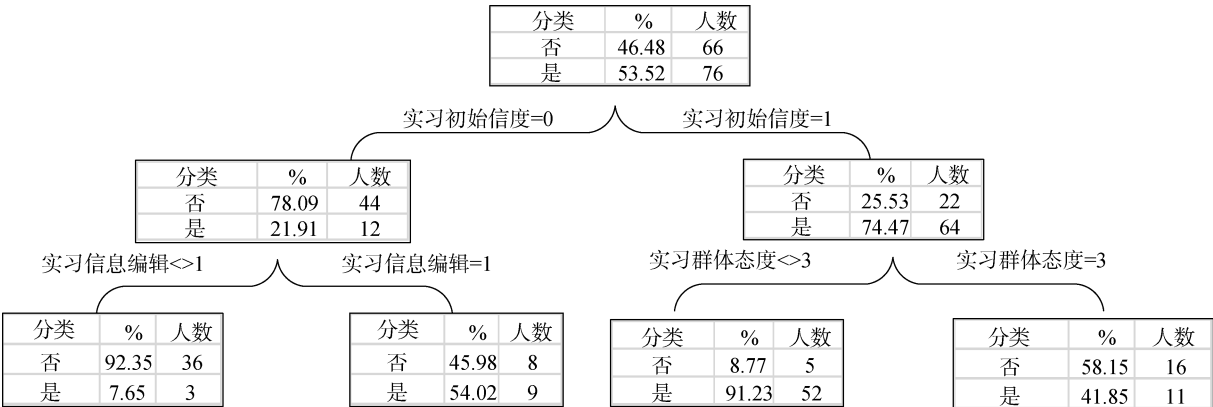 分类 % 人数
否 46.48 66
是 53.52 76
实习初始信度=0 实习初始信度=1
分类 % 人数
否 78.09 44
是 21.91 12
分类 % 人数
否 25.53 22
是 74.47 64
实习信息编辑<>1 实习信息编辑=1
实习群体态度<>3 实习群体态度=3
分类 % 人数
否 92.35 36
是 7.65 3
分类 % 人数
否 45.98 8
是 54.02 9
分类 % 人数
否 8.77 5
是 91.23 52
分类 % 人数
否 58.15 16
是 41.85 11